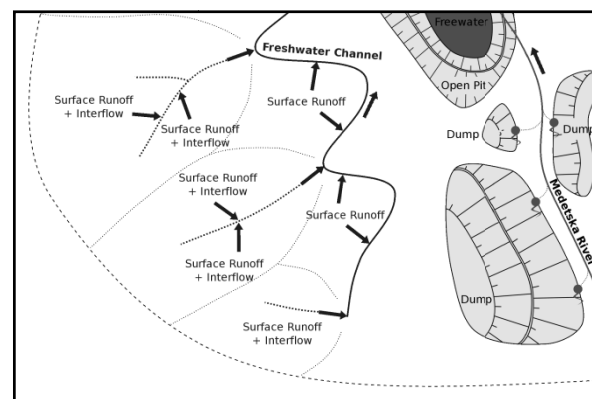 Freewater
Freshwater Channel
Open Pit
Surface Runoff
+ Interflow
Surface Runoff
Surface Runoff
+ Interflow
Dump
Dump
Surface Runoff
+ Interflow
Medetska River
Surface Runoff
Surface Runoff
+ Interflow
Dump
Surface Runoff
+ Interflow